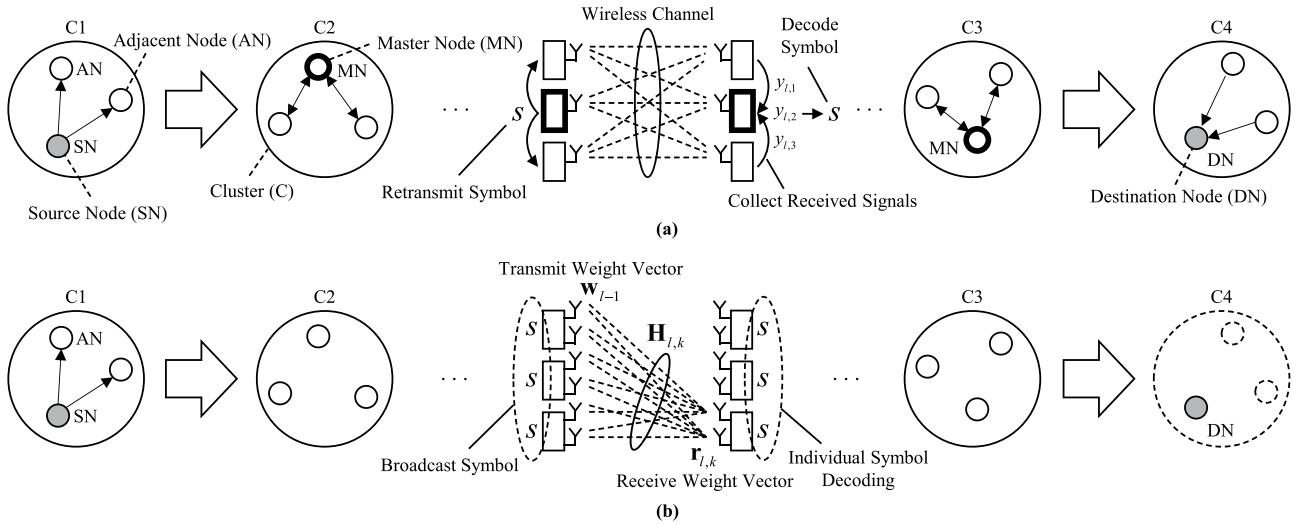 C1
Adjacent Node (AN)
AN
SN
Source Node (SN)
C2
Master Node (MN)
MN
Cluster (C)
. . .
Wireless Channel
s
Retransmit Symbol
y_{l,1}
y_{l,2}
y_{l,3}
Decode
Symbol
s
. . .
Collect Received Signals
C3
MN
C4
DN
Destination Node (DN)
(a)
C1
AN
SN
C2
. . .
Transmit Weight Vector
w_{l-1}
s
s
s
Broadcast Symbol
H_{l,k}
r_{l,k}
Receive Weight Vector
s
s
s
Individual Symbol
Decoding
. . .
C3
C4
DN
(b)